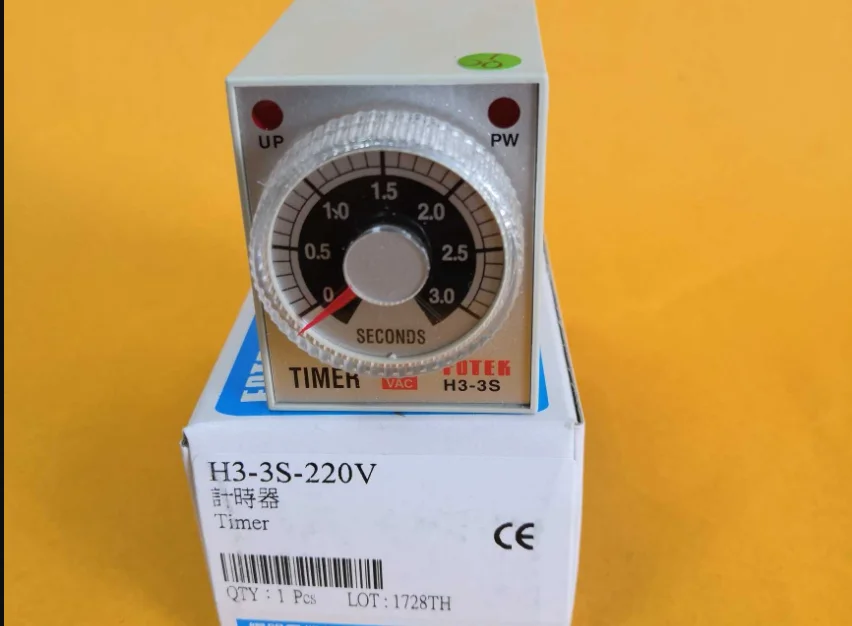 UP
PW
0
0.5
1.0
1.5
2.0
2.5
3.0
SECONDS
TIMER
VAC
FOTEK
H3-3S
H3-3S-220V
計時器
Timer
CE
QTY : 1 Pcs LOT : 1728TH